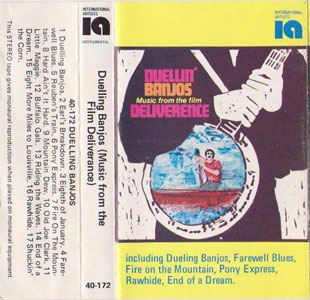 INTERNATIONAL
ARTISTS
ia
INSTRUMENTAL
Duelling Banjos (Music from the
Film Deliverance)
40-172 DUELLING BANJOS
1 Duelling Banjos. 2 Earl's Breakdown. 3 Eighth of January. 4 Fare-
well Blues. 5 Reuben's Train. 6 Pony Express. 7 Fire On The Moun-
tain. 8 Hard Ain't It Hard. 9 Mountain Dew. 10 Old Joe Clark. 11
Little Maggie. 12 Buffalo Gals. 13 Riding the Waves. 14 End of a
Dream. 15 Eight More Miles to Louisville. 16 Rawhide. 17 Shuckin'
the Corn.
This STEREO tape gives monaural reproduction when played on monaural equipment.
40-172
INTERNATIONAL
ARTISTS
ia
DUELLIN'
BANJOS
Music from the film
DELIVERENCE
including Dueling Banjos, Farewell Blues,
Fire on the Mountain, Pony Express,
Rawhide, End of a Dream.